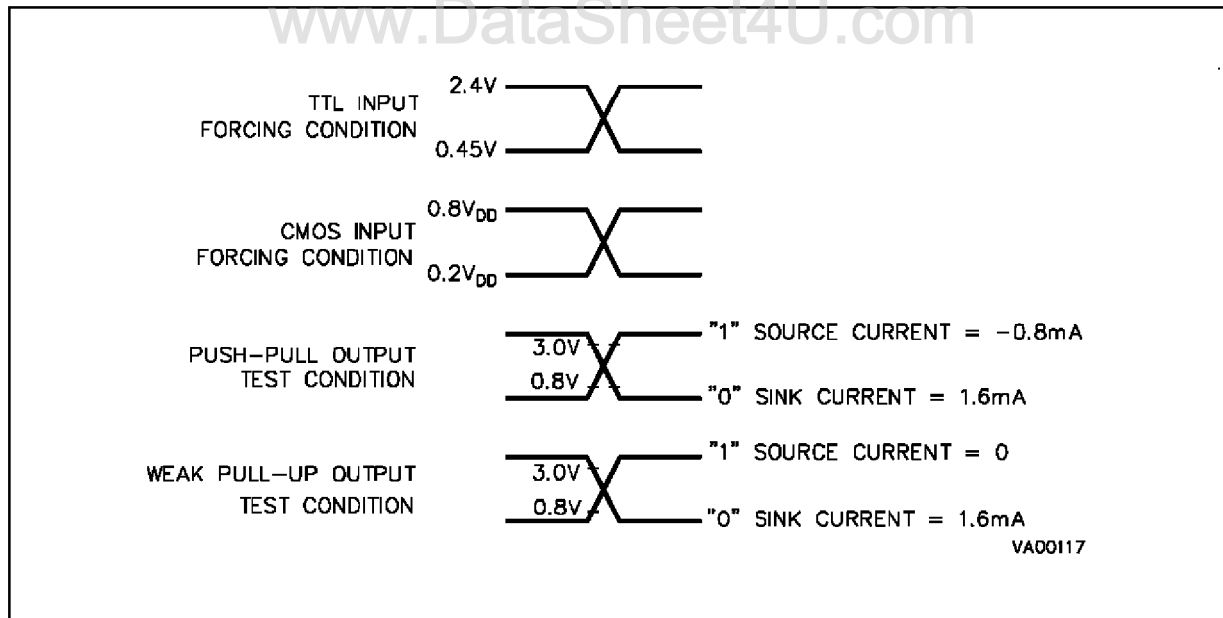 www.DataSheet4U.com
TTL INPUT
FORCING CONDITION
2.4V
0.45V
CMOS INPUT
FORCING CONDITION
0.8VDD
0.2VDD
PUSH-PULL OUTPUT
TEST CONDITION
3.0V
0.8V
"1" SOURCE CURRENT = -0.8mA
"0" SINK CURRENT = 1.6mA
WEAK PULL-UP OUTPUT
TEST CONDITION
3.0V
0.8V
"1" SOURCE CURRENT = 0
"0" SINK CURRENT = 1.6mA
VA00117